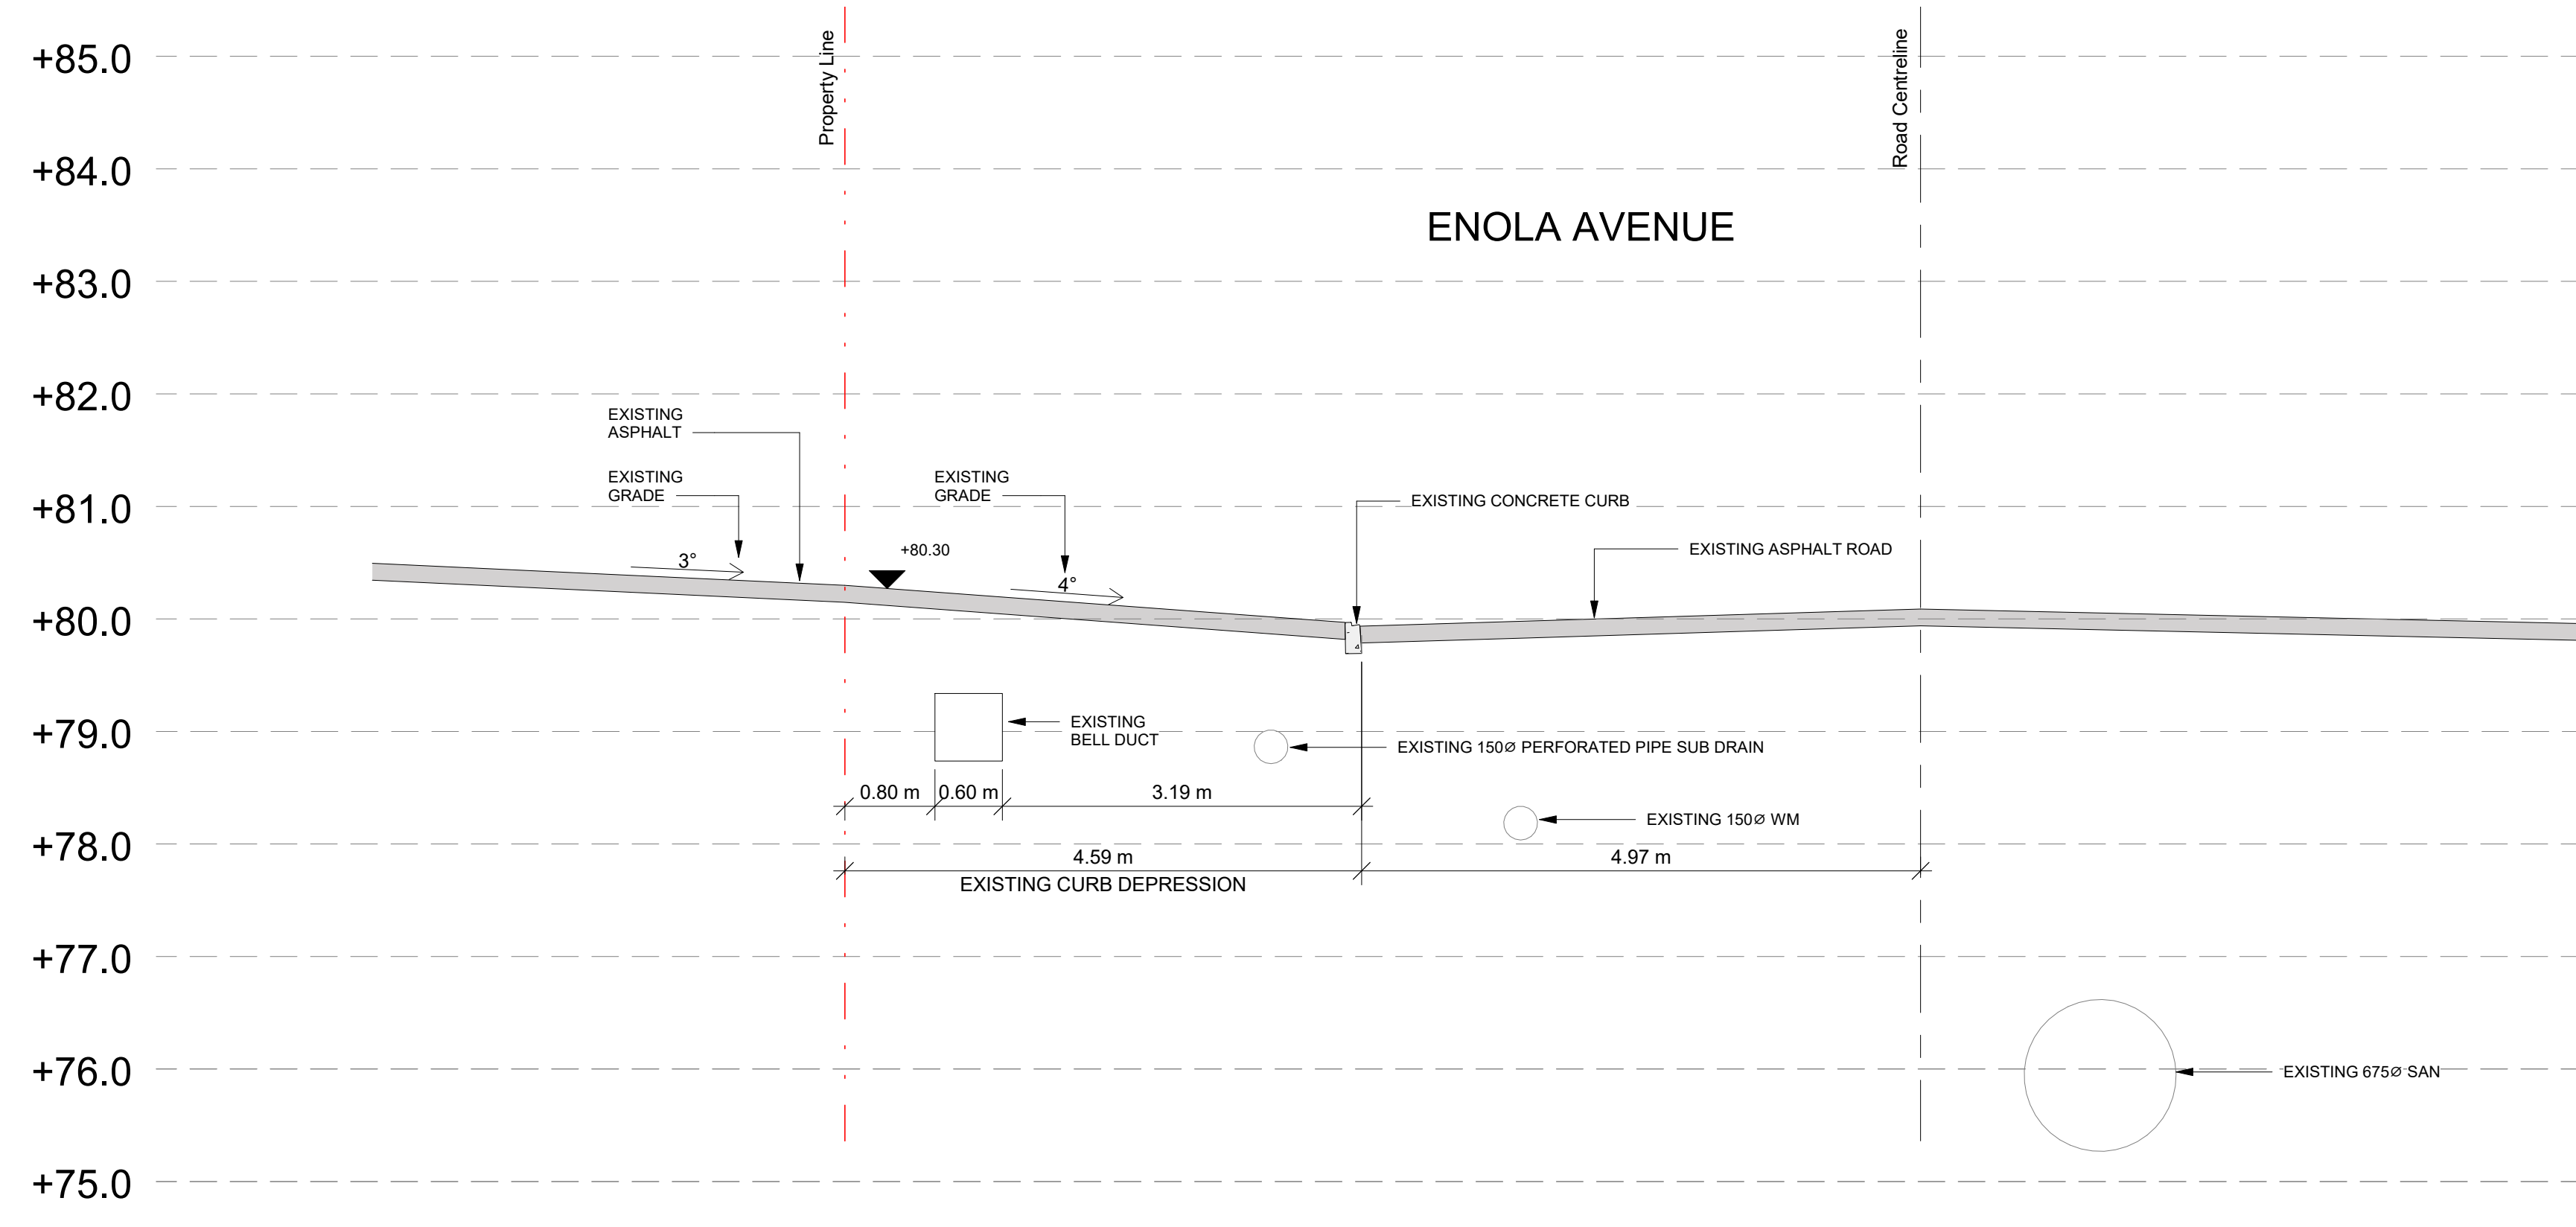 +85.0
Property Line
Road Centreline
+84.0
ENOLA AVENUE
+83.0
+82.0
EXISTING
ASPHALT
EXISTING
GRADE
EXISTING
GRADE
+81.0
EXISTING CONCRETE CURB
3°
+80.30
EXISTING ASPHALT ROAD
4°
+80.0
+79.0
EXISTING
BELL DUCT
EXISTING 150∅ PERFORATED PIPE SUB DRAIN
0.80 m
0.60 m
3.19 m
EXISTING 150∅ WM
+78.0
4.59 m
4.97 m
EXISTING CURB DEPRESSION
+77.0
+76.0
EXISTING 675∅ SAN
+75.0